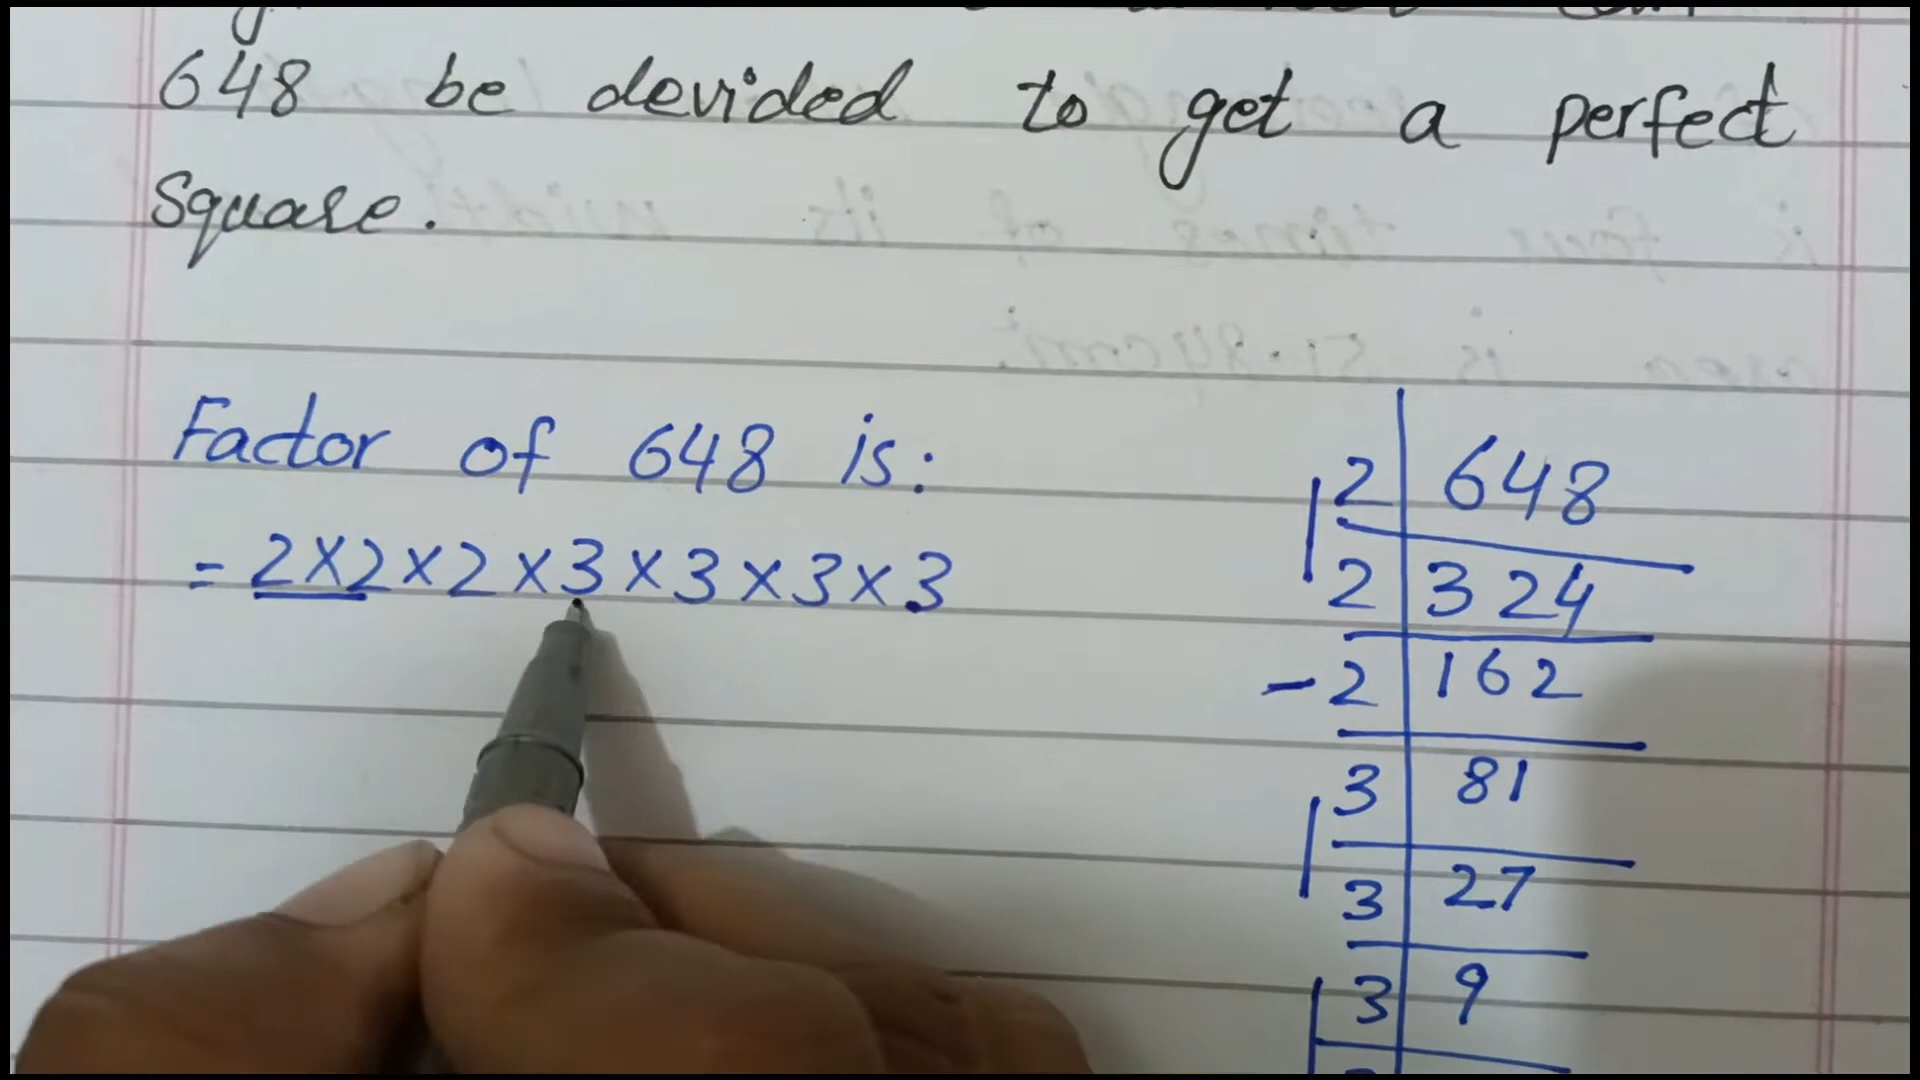 648 be devided to get a perfect
Square.
Factor of 648 is:
= 2×2×2×3×3×3×3
2 648
2 324
- 2 162
3 81
3 27
3 9